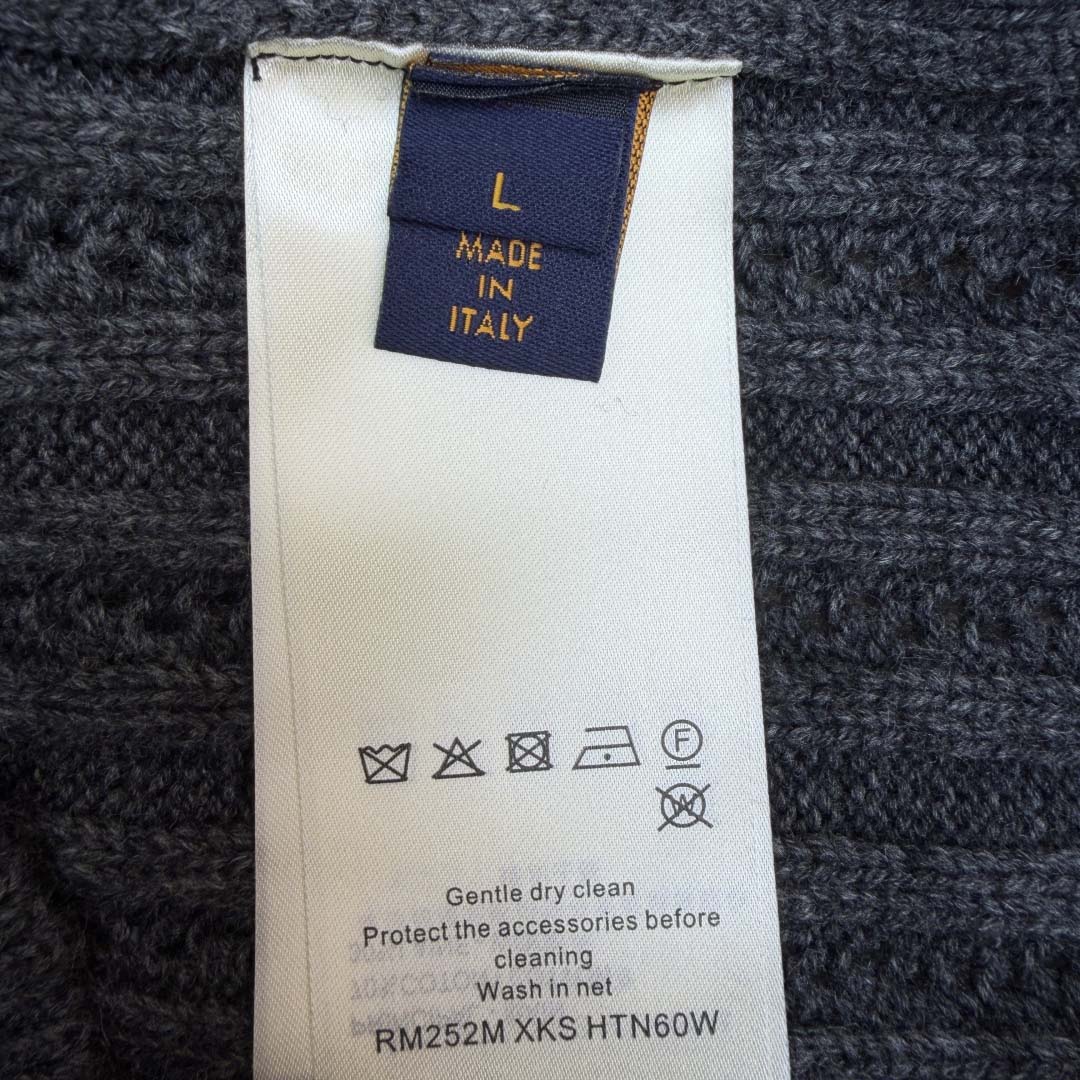 L
MADE
IN
ITALY
F
W
Gentle dry clean
Protect the accessories before
cleaning
Wash in net
RM252M XKS HTN60W